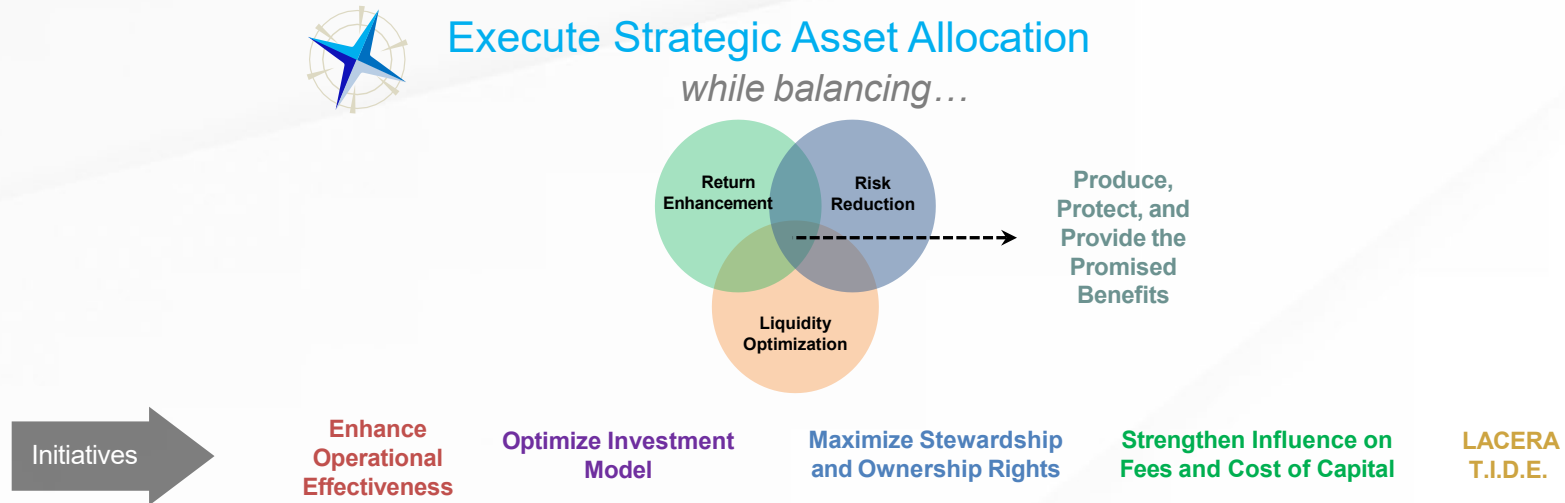 Execute Strategic Asset Allocation
while balancing…
Return
Enhancement
Risk
Reduction
Liquidity
Optimization
Produce,
Protect, and
Provide the
Promised
Benefits
Initiatives
Enhance
Operational
Effectiveness
Optimize Investment
Model
Maximize Stewardship
and Ownership Rights
Strengthen Influence on
Fees and Cost of Capital
LACERA
T.I.D.E.